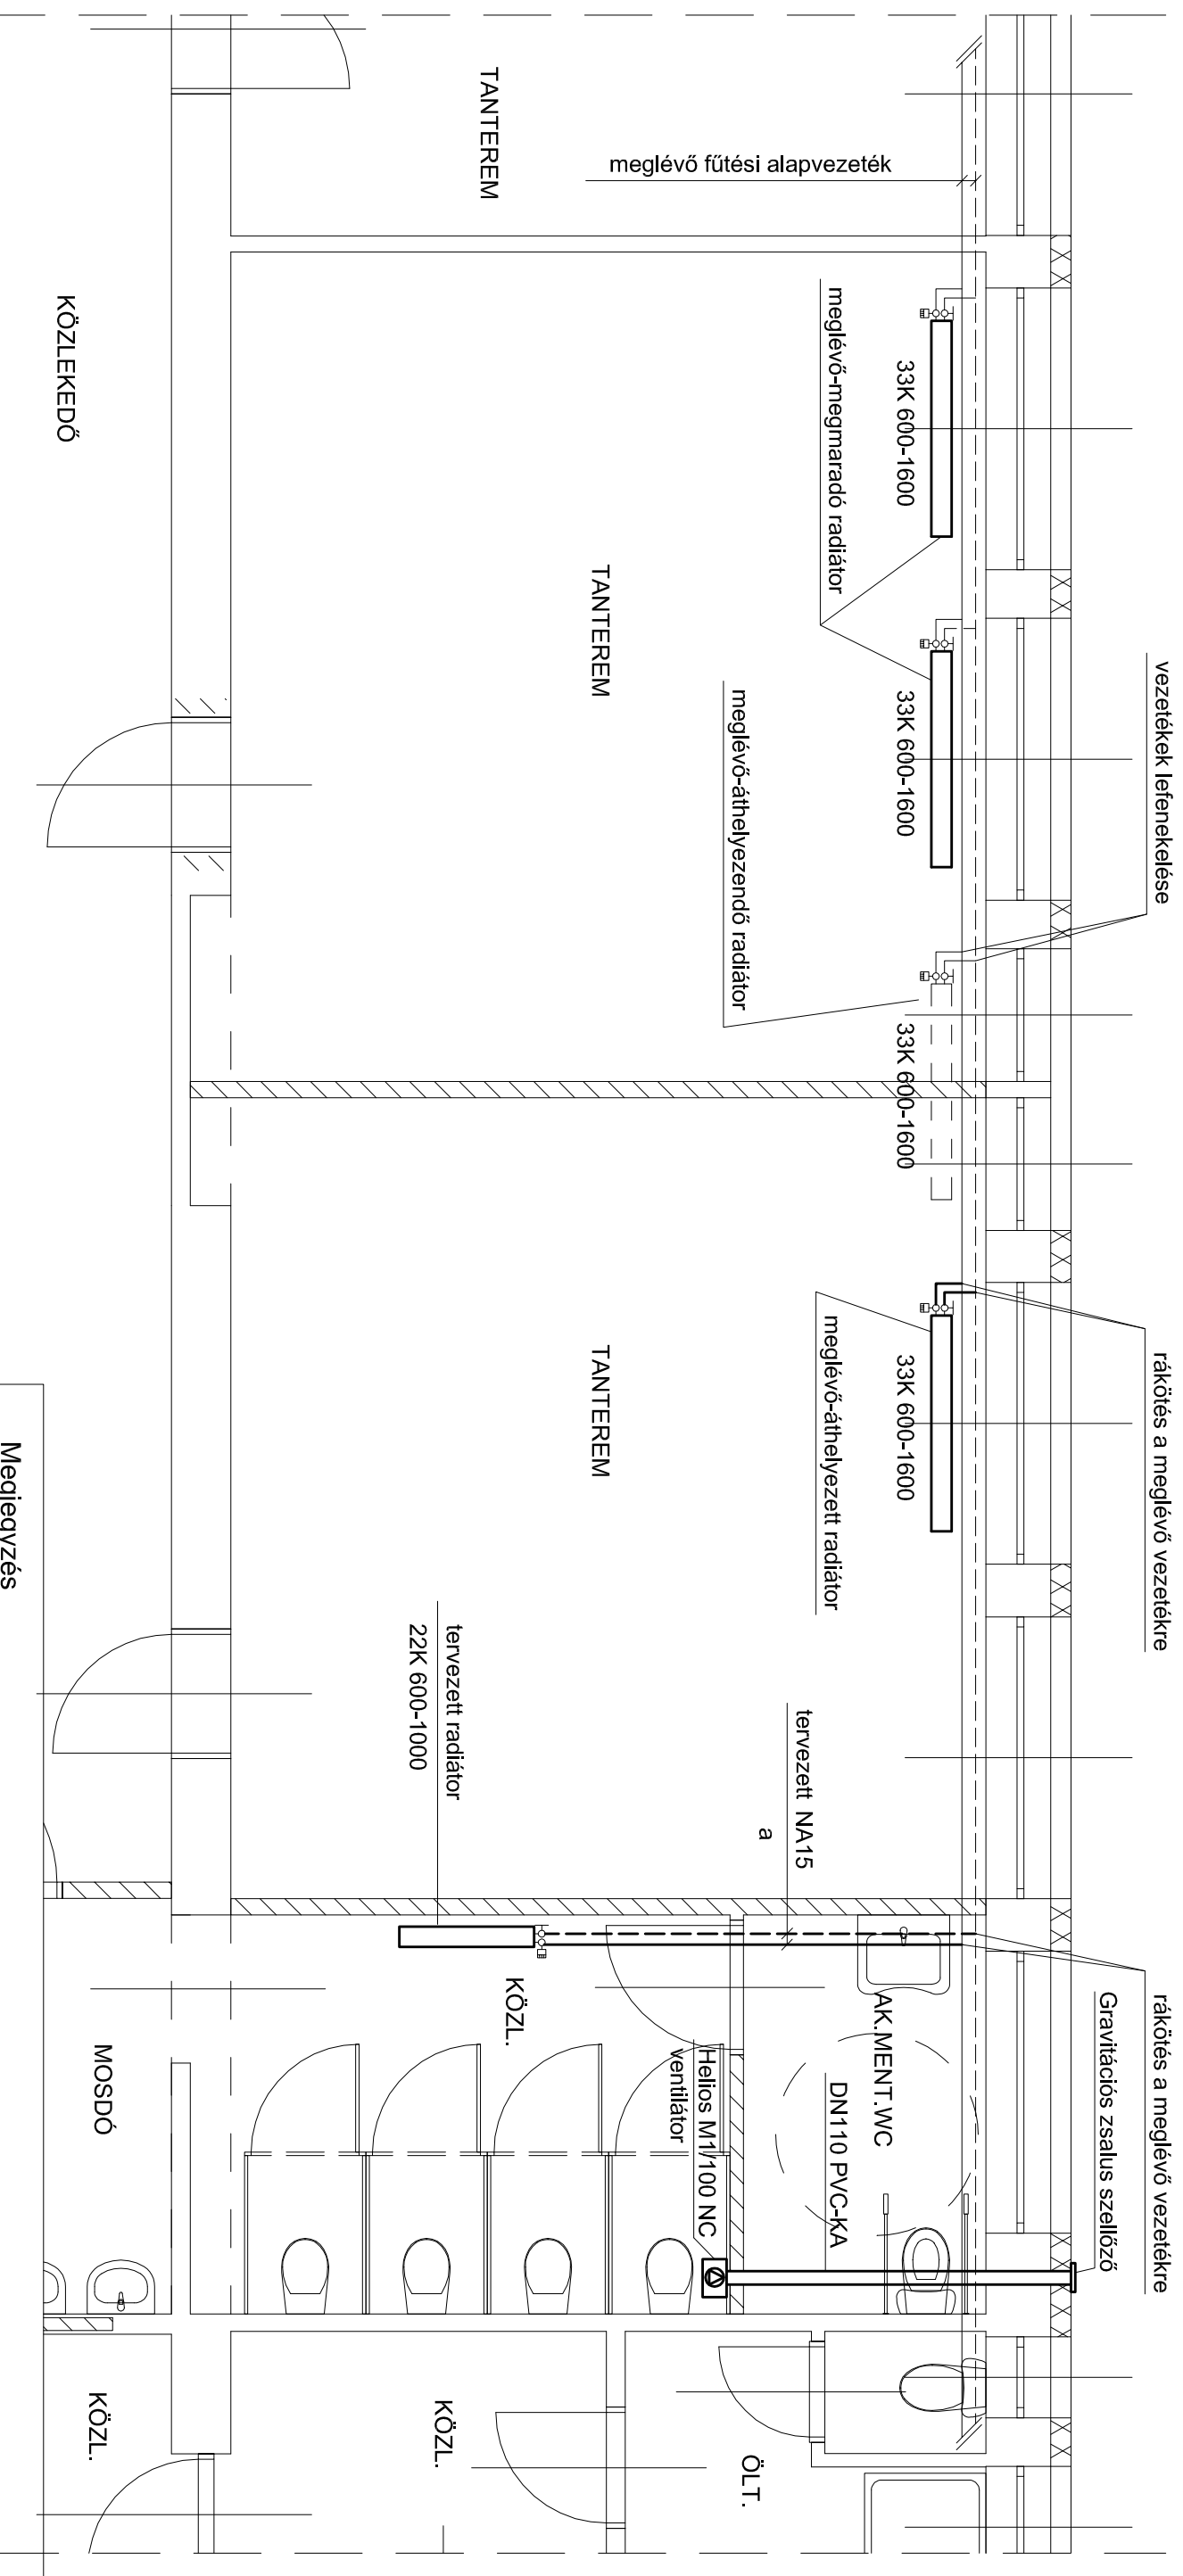 vezetékek lefenekelése
rákötés a meglévő vezetékre
rákötés a meglévő vezetékre
Gravitációs zsalus szellőző
meglévő fűtési alapvezeték
33K 600-1600
33K 600-1600
33K 600-1600
33K 600-1600
meglévő-megmaradó radiátor
meglévő-áthelyezendő radiátor
meglévő-áthelyezett radiátor
tervezett NA15
a
AK.MENT.WC
DN110 PVC-KA
Helios M1/100 NC
ventilátor
ÖLT.
TANTEREM
TANTEREM
TANTEREM
tervezett radiátor
22K 600-1000
KÖZL.
KÖZL.
KÖZLEKEDŐ
MOSDÓ
KÖZL.
Megjegyzés